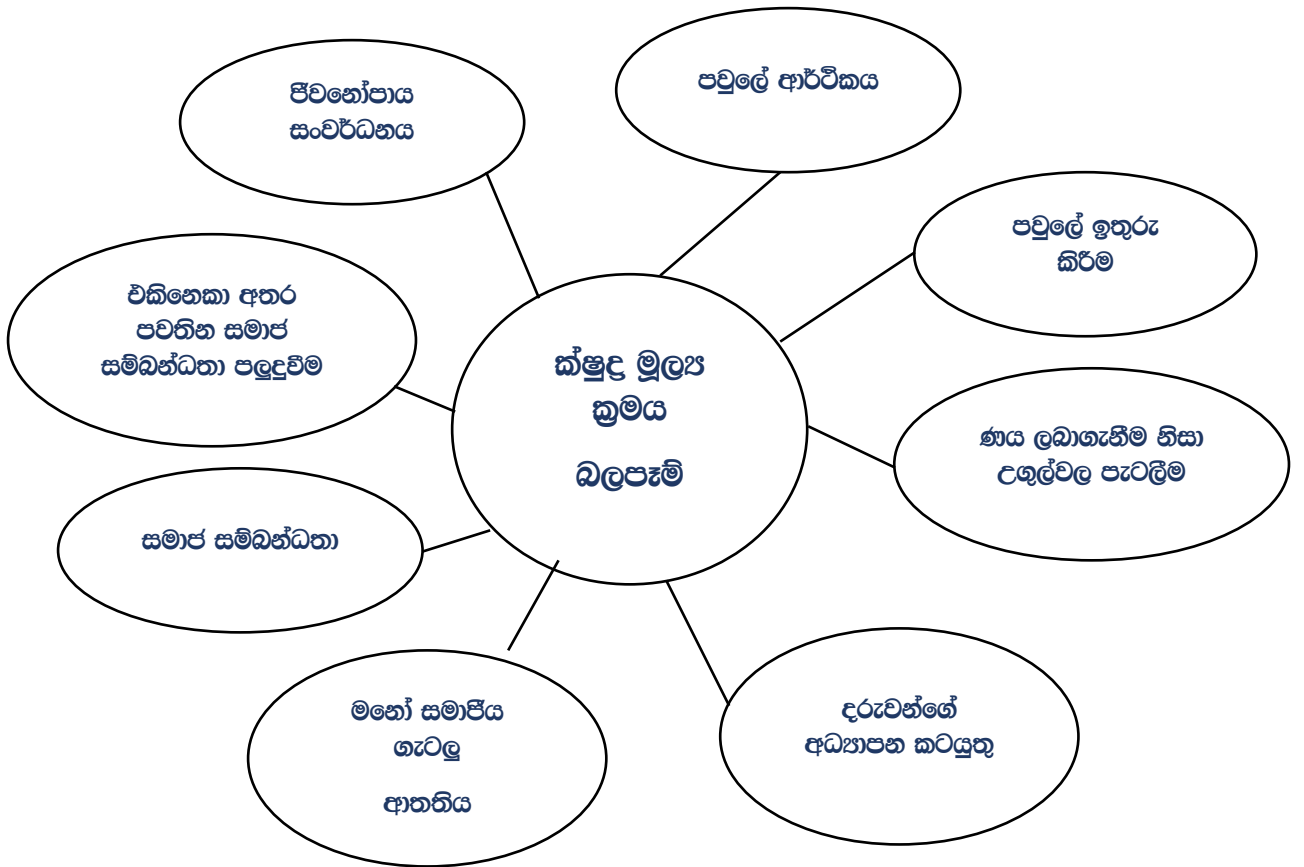 ජීවනෝපාය
සංවර්ධනය
පවුලේ ආර්ථිකය
පවුලේ ඉතුරු
කිරීම
එකිනෙකා අතර
පවතින සමාජ
සම්බන්ධතා පලුදුවීම
ක්ෂුද්‍ර මූල්‍ය
ක්‍රමය
බලපෑම්
ණය ලබාගැනීම නිසා
උගුල්වල පැටලීම
සමාජ සම්බන්ධතා
මනෝ සමාජීය
ගැටලු
ආතතිය
දරුවන්ගේ
අධ්‍යාපන කටයුතු